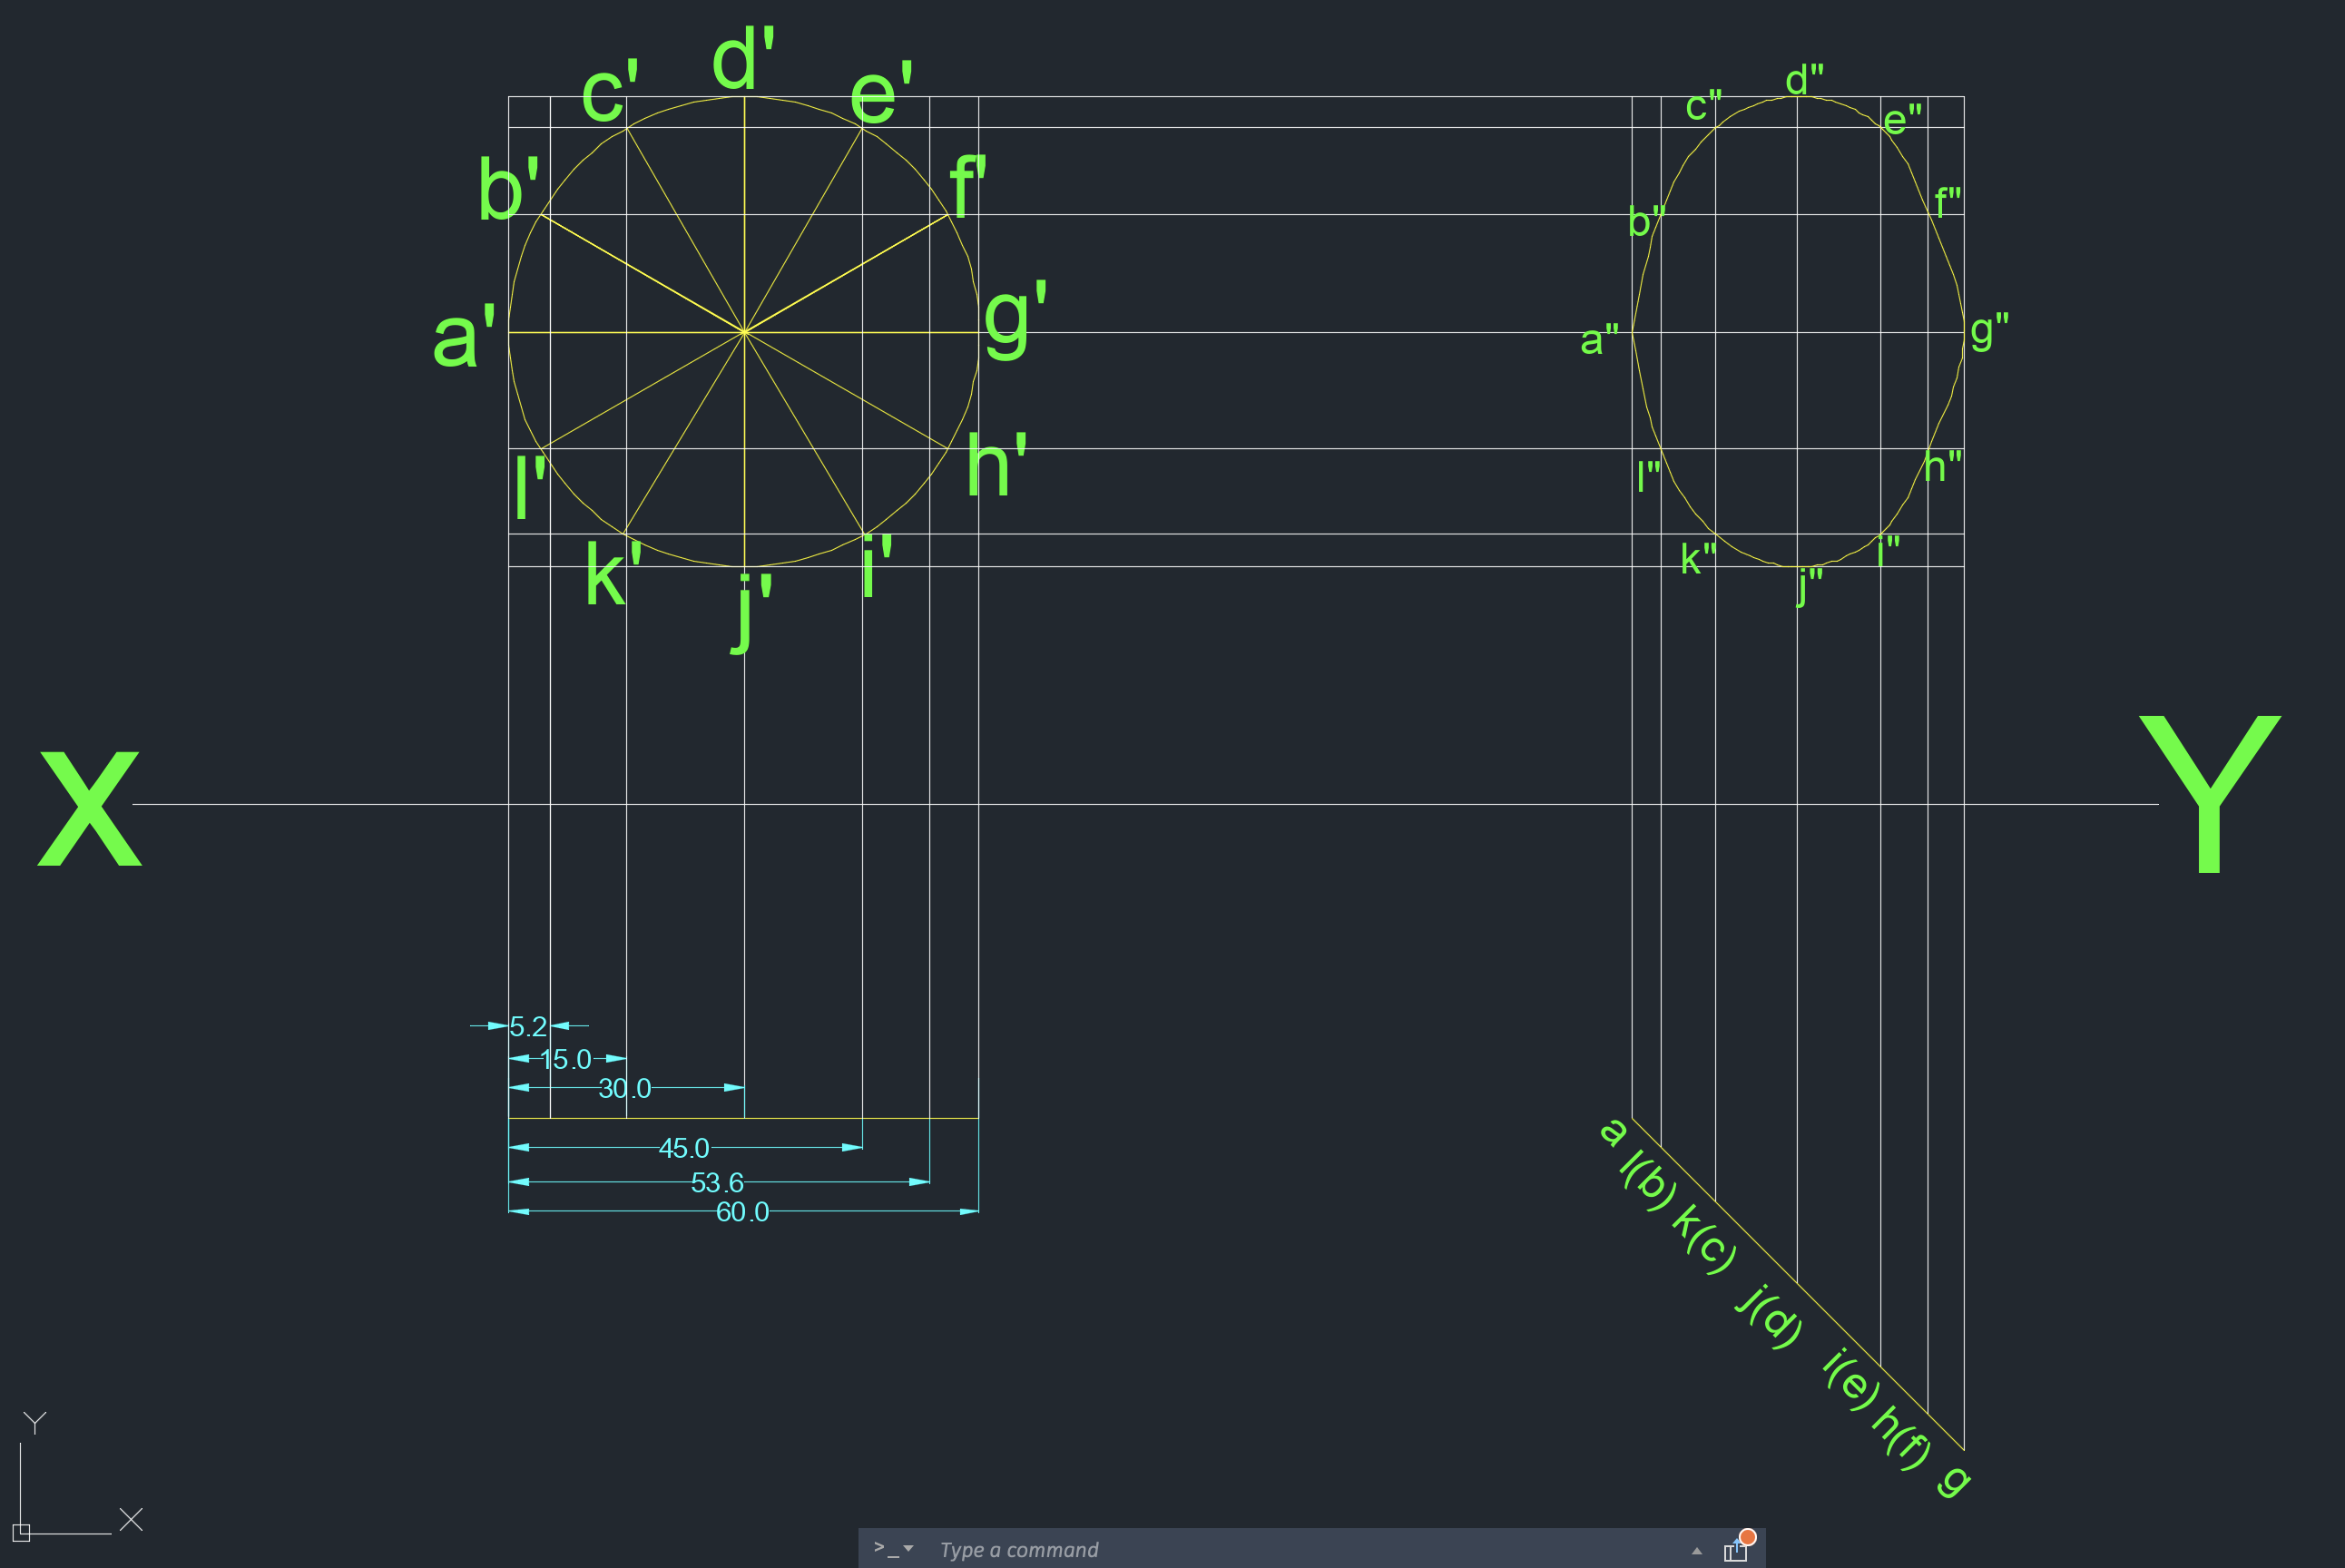 d'
c'
e'
b'
f'
a'
g'
l'
h'
k'
i'
j'
d"
c"
e"
b"
f"
a"
g"
l"
h"
k"
i"
j"
X
Y
5.2
15.0
30.0
45.0
53.6
60.0
a l(b) k(c) j(d) i(e) h(f) g
Y
X
>_ Type a command